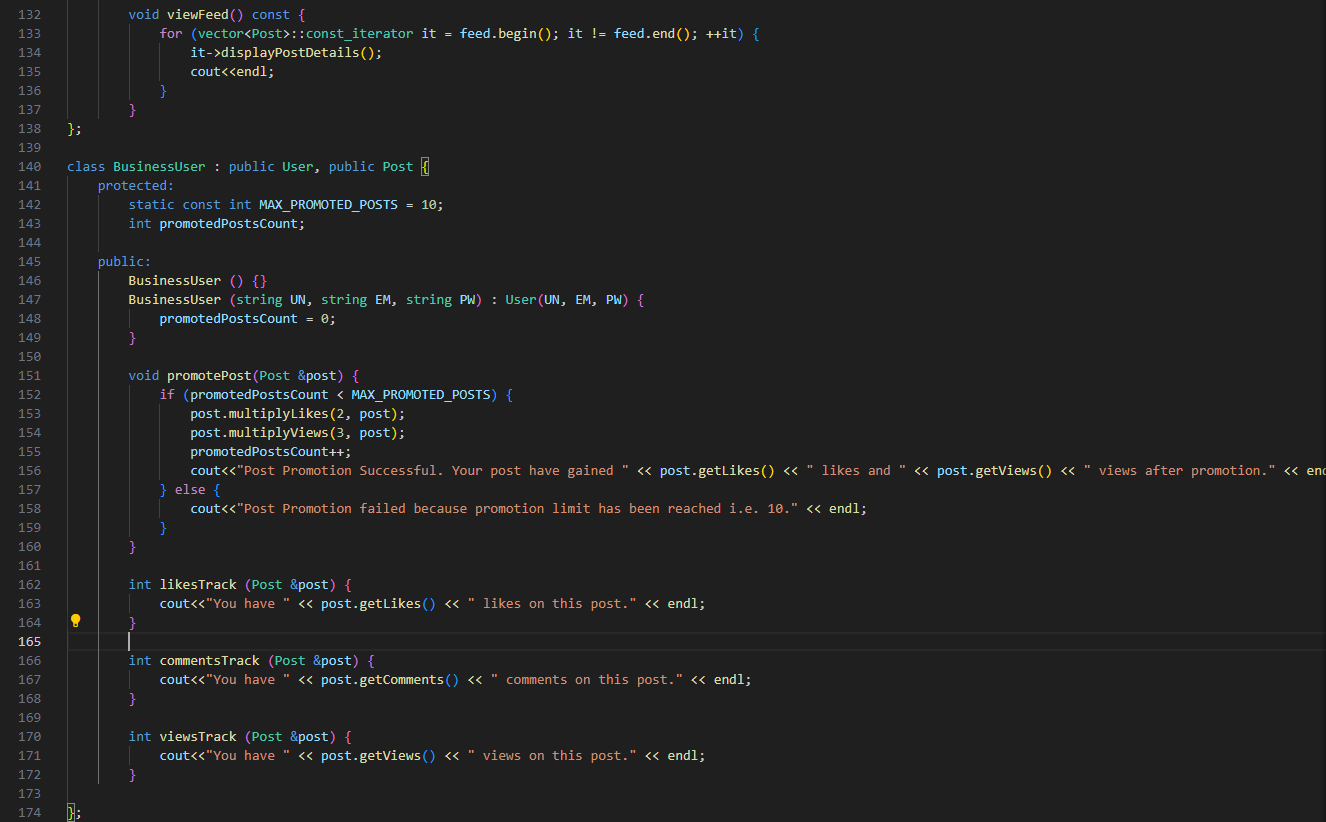 132 void viewFeed() const {
133 for (vector<Post>::const_iterator it = feed.begin(); it != feed.end(); ++it) {
134 it->displayPostDetails();
135 cout<<endl;
136 }
137 }
138 };
139
140 class BusinessUser : public User, public Post {
141 protected:
142 static const int MAX_PROMOTED_POSTS = 10;
143 int promotedPostsCount;
144
145 public:
146 BusinessUser () {}
147 BusinessUser (string UN, string EM, string PW) : User(UN, EM, PW) {
148 promotedPostsCount = 0;
149 }
150
151 void promotePost(Post &post) {
152 if (promotedPostsCount < MAX_PROMOTED_POSTS) {
153 post.multiplyLikes(2, post);
154 post.multiplyViews(3, post);
155 promotedPostsCount++;
156 cout<<"Post Promotion Successful. Your post have gained " << post.getLikes() << " likes and " << post.getViews() << " views after promotion." << en
157 } else {
158 cout<<"Post Promotion failed because promotion limit has been reached i.e. 10." << endl;
159 }
160 }
161
162 int likesTrack (Post &post) {
163 cout<<"You have " << post.getLikes() << " likes on this post." << endl;
164 }
165
166 int commentsTrack (Post &post) {
167 cout<<"You have " << post.getComments() << " comments on this post." << endl;
168 }
169
170 int viewsTrack (Post &post) {
171 cout<<"You have " << post.getViews() << " views on this post." << endl;
172 }
173
174 };